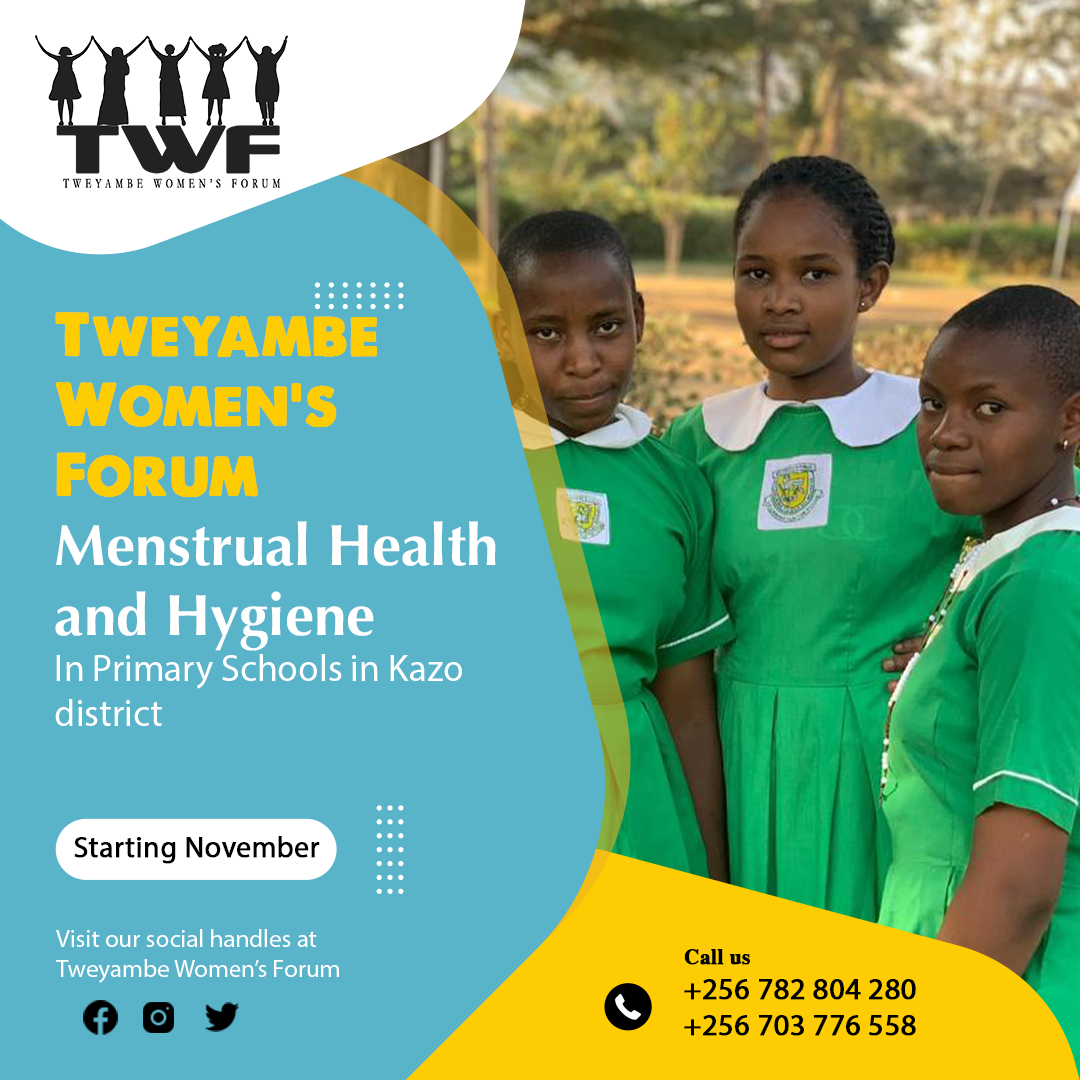 TWF
TWEYAMBE WOMEN'S FORUM
TWEYAMBE
WOMEN'S
FORUM
Menstrual Health
and Hygiene
In Primary Schools in Kazo
district
Starting November
Visit our social handles at
Tweyambe Women's Forum
Call us
+256 782 804 280
+256 703 776 558